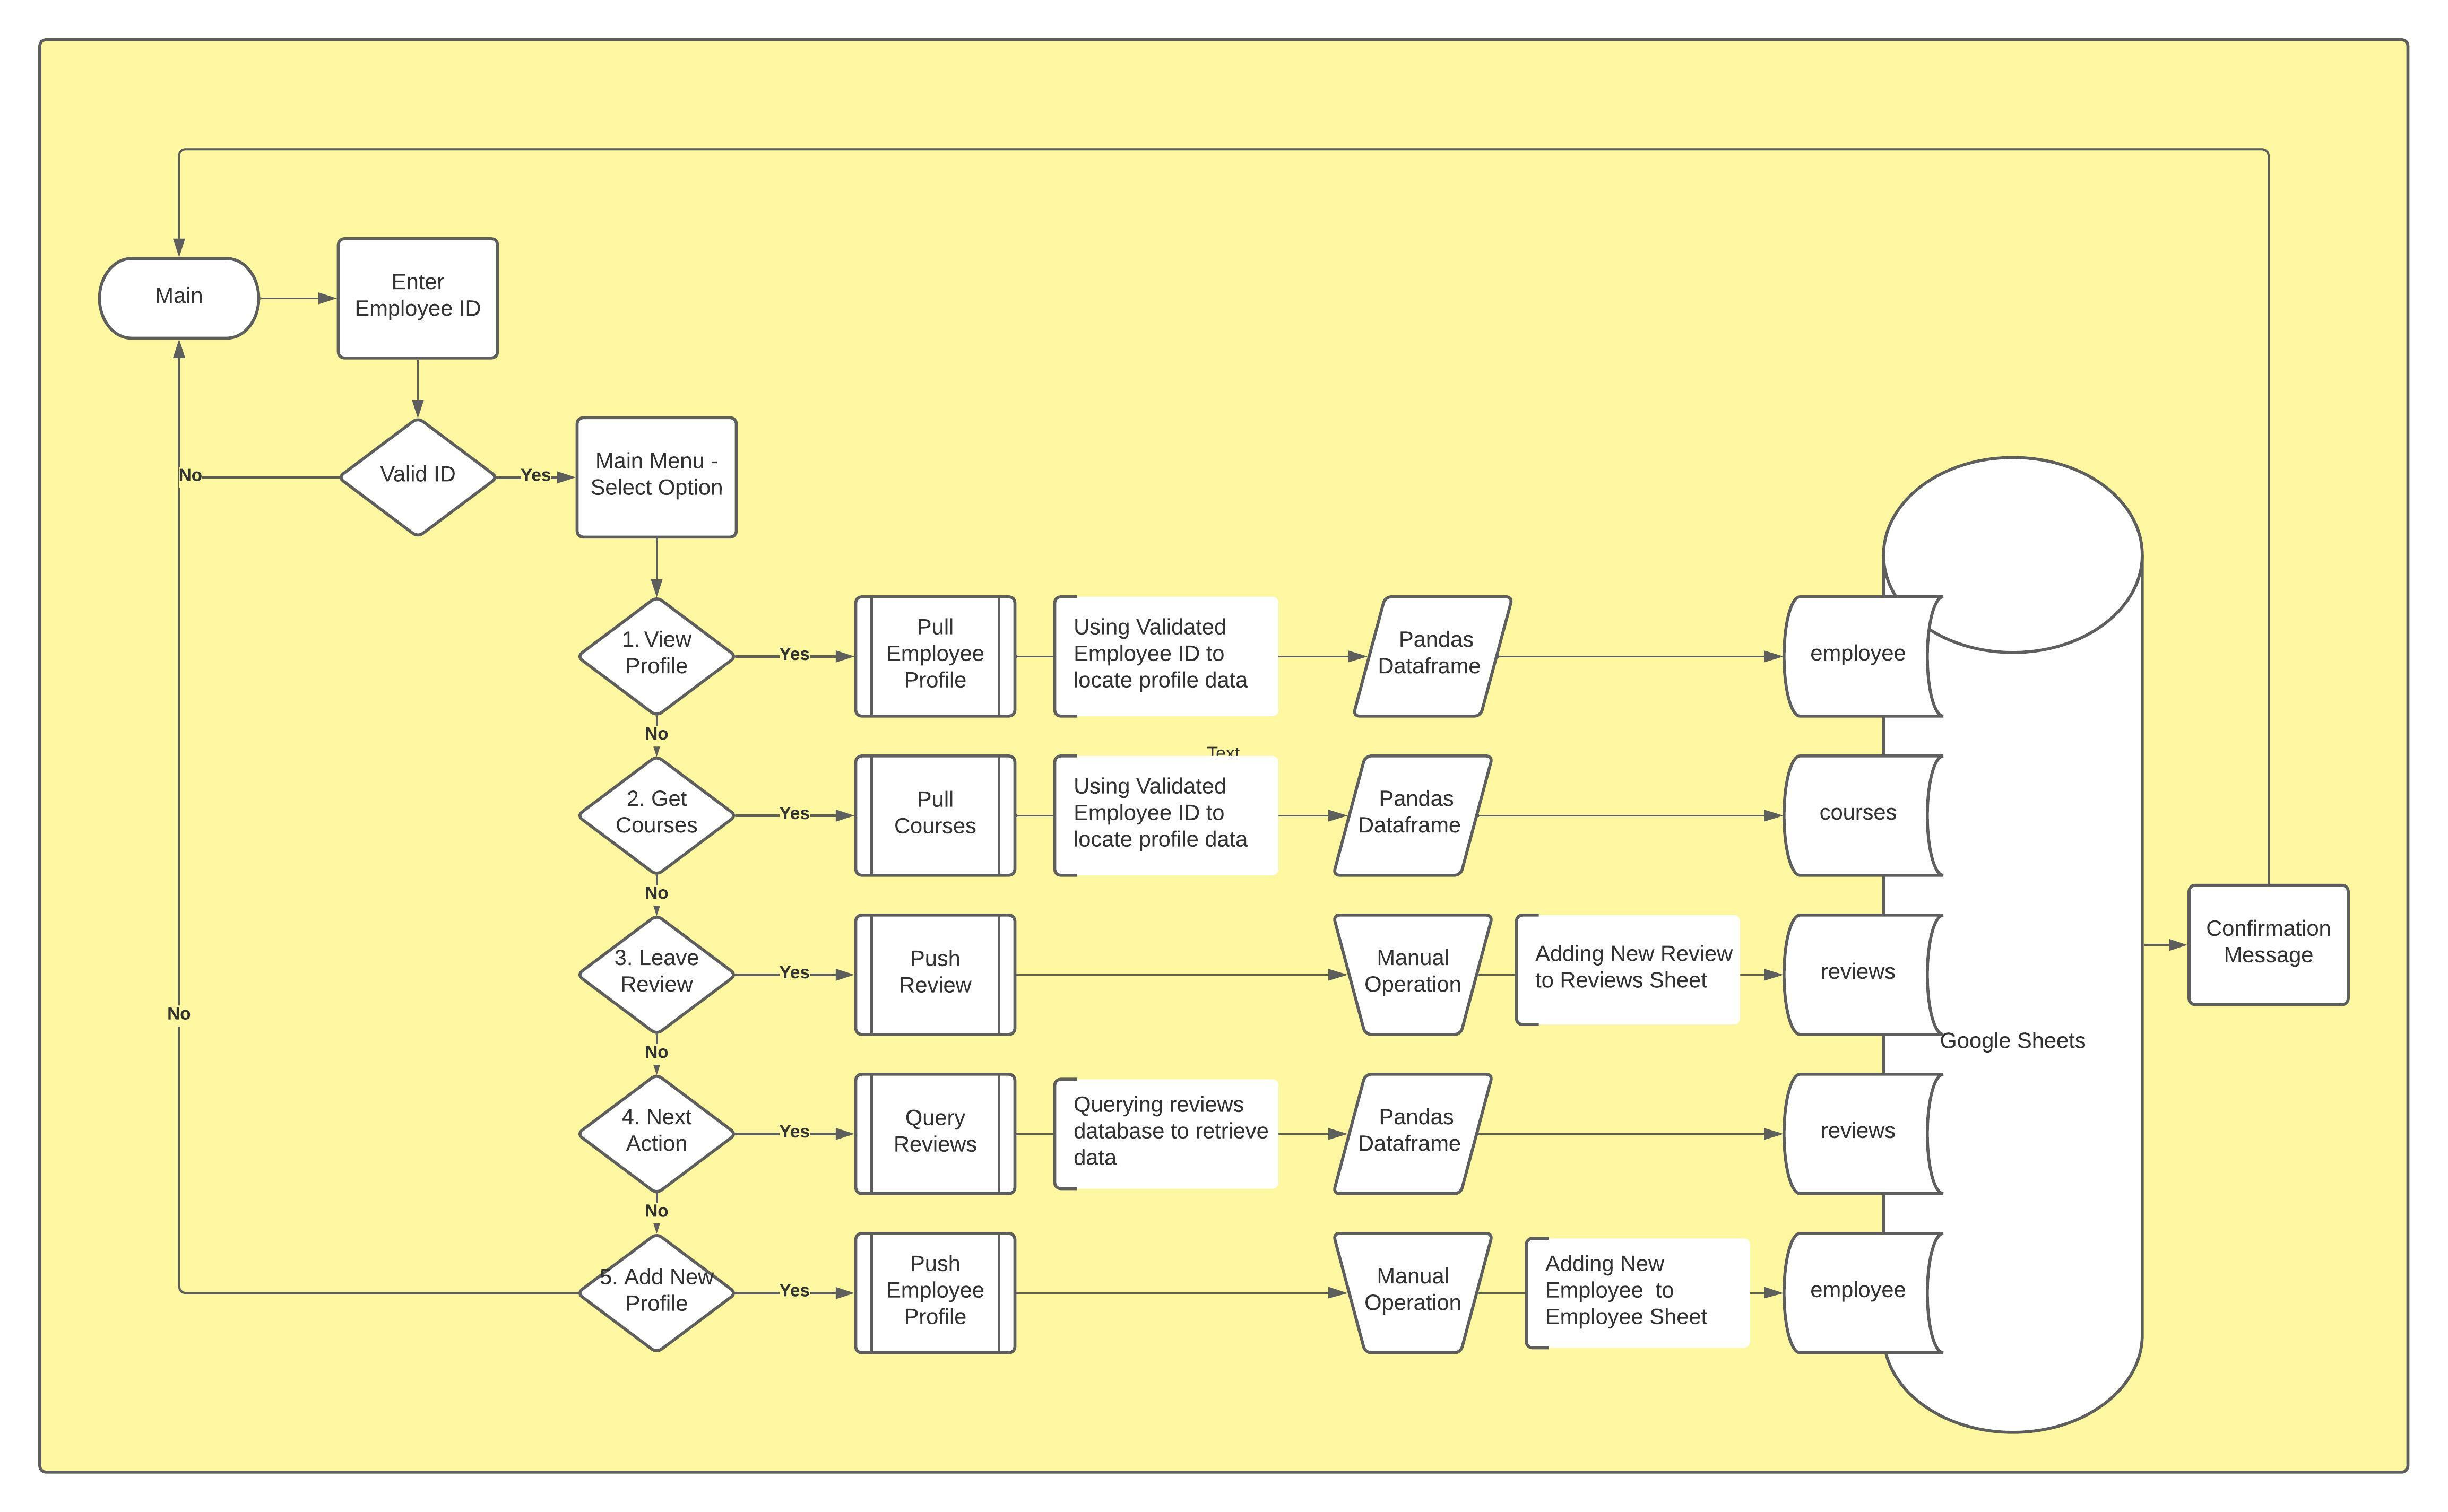 Main
Enter
Employee ID
Valid ID
No
Yes
Main Menu -
Select Option
1. View
Profile
Yes
Pull
Employee
Profile
Using Validated
Employee ID to
locate profile data
Pandas
Dataframe
employee
No
Text
2. Get
Courses
Yes
Pull
Courses
Using Validated
Employee ID to
locate profile data
Pandas
Dataframe
courses
No
3. Leave
Review
Yes
Push
Review
Manual
Operation
Adding New Review
to Reviews Sheet
reviews
Confirmation
Message
No
No
Google Sheets
4. Next
Action
Yes
Query
Reviews
Querying reviews
database to retrieve
data
Pandas
Dataframe
reviews
No
5. Add New
Profile
Yes
Push
Employee
Profile
Manual
Operation
Adding New
Employee  to
Employee Sheet
employee